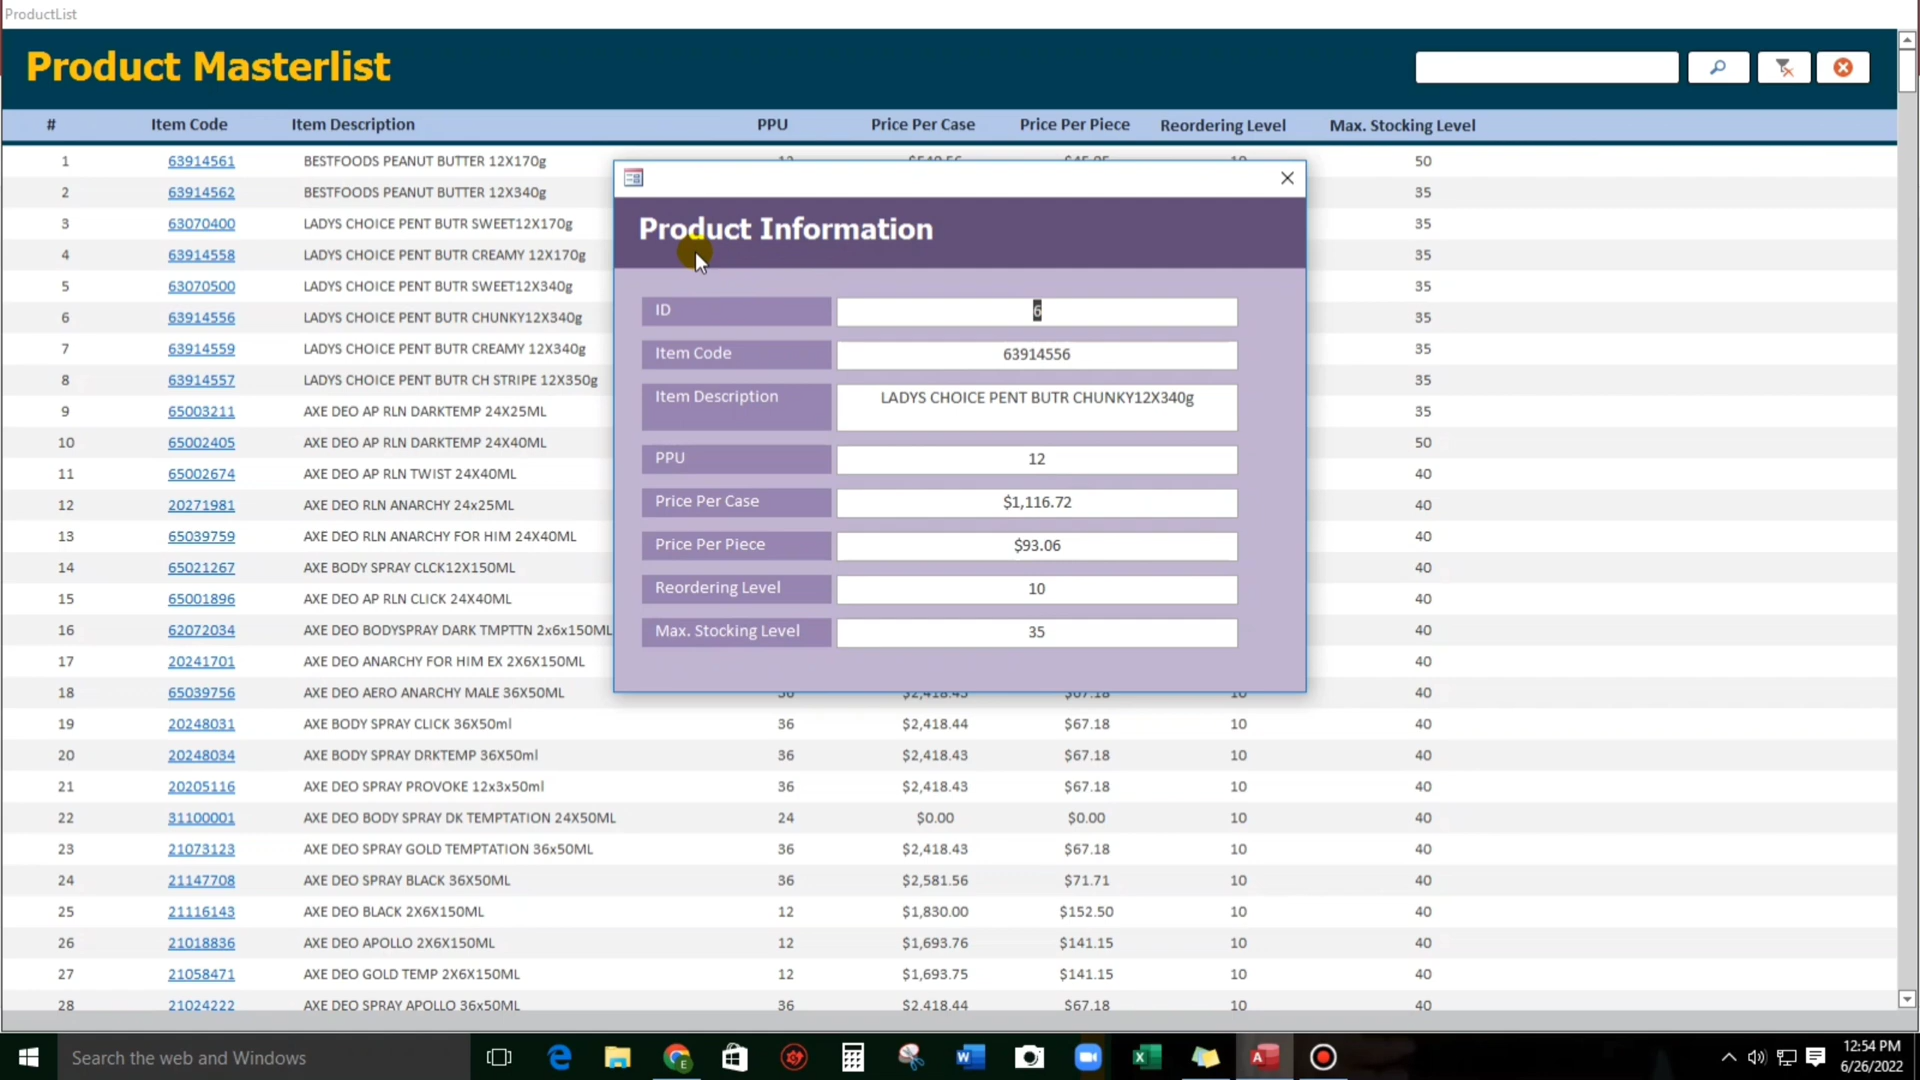 ProductList
Product Masterlist
# Item Code Item Description PPU Price Per Case Price Per Piece Reordering Level Max. Stocking Level
1 63914561 BESTFOODS PEANUT BUTTER 12X170g 50
2 63914562 BESTFOODS PEANUT BUTTER 12X340g 35
3 63070400 LADYS CHOICE PENT BUTR SWEET12X170g 35
4 63914558 LADYS CHOICE PENT BUTR CREAMY 12X170g 35
5 63070500 LADYS CHOICE PENT BUTR SWEET12X340g 35
6 63914556 LADYS CHOICE PENT BUTR CHUNKY12X340g 35
7 63914559 LADYS CHOICE PENT BUTR CREAMY 12X340g 35
8 63914557 LADYS CHOICE PENT BUTR CH STRIPE 12X350g 35
9 65003211 AXE DEO AP RLN DARKTEMP 24X25ML 35
10 65002405 AXE DEO AP RLN DARKTEMP 24X40ML 50
11 65002674 AXE DEO AP RLN TWIST 24X40ML 40
12 20271981 AXE DEO RLN ANARCHY 24x25ML 40
13 65039759 AXE DEO RLN ANARCHY FOR HIM 24X40ML 40
14 65021267 AXE BODY SPRAY CLCK12X150ML 40
15 65001896 AXE DEO AP RLN CLICK 24X40ML 40
16 62072034 AXE DEO BODYSPRAY DARK TMPTTN 2x6x150ML 40
17 20241701 AXE DEO ANARCHY FOR HIM EX 2X6X150ML 40
18 65039756 AXE DEO AERO ANARCHY MALE 36X50ML 36 $2,418.43 $67.18 10 40
19 20248031 AXE BODY SPRAY CLICK 36X50ml 36 $2,418.44 $67.18 10 40
20 20248034 AXE BODY SPRAY DRKTEMP 36X50ml 36 $2,418.43 $67.18 10 40
21 20205116 AXE DEO SPRAY PROVOKE 12x3x50ml 36 $2,418.43 $67.18 10 40
22 31100001 AXE DEO BODY SPRAY DK TEMPTATION 24X50ML 24 $0.00 $0.00 10 40
23 21073123 AXE DEO SPRAY GOLD TEMPTATION 36x50ML 36 $2,418.43 $67.18 10 40
24 21147708 AXE DEO SPRAY BLACK 36X50ML 36 $2,581.56 $71.71 10 40
25 21116143 AXE DEO BLACK 2X6X150ML 12 $1,830.00 $152.50 10 40
26 21018836 AXE DEO APOLLO 2X6X150ML 12 $1,693.76 $141.15 10 40
27 21058471 AXE DEO GOLD TEMP 2X6X150ML 12 $1,693.75 $141.15 10 40
28 21024222 AXE DEO SPRAY APOLLO 36x50ML 36 $2,418.44 $67.18 10 40
Product Information
ID 6
Item Code 63914556
Item Description LADYS CHOICE PENT BUTR CHUNKY12X340g
PPU 12
Price Per Case $1,116.72
Price Per Piece $93.06
Reordering Level 10
Max. Stocking Level 35
Search the web and Windows
12:54 PM
6/26/2022